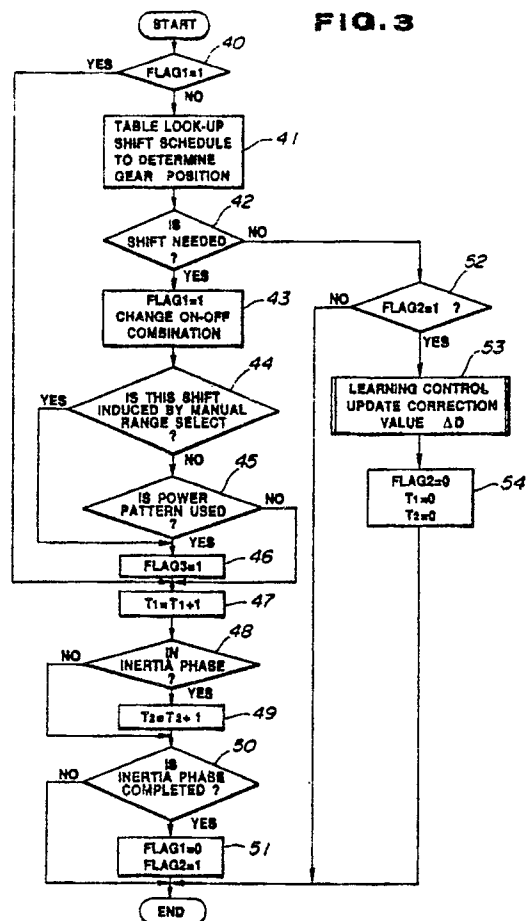 FIG. 3
START
40
YES
FLAG1=1
NO
TABLE LOOK-UP
SHIFT SCHEDULE
TO DETERMINE
GEAR POSITION
41
42
IS
SHIFT NEEDED
?
NO
YES
FLAG1=1
CHANGE ON-OFF
COMBINATION
43
52
NO
FLAG2=1 ?
YES
44
YES
IS THIS SHIFT
INDUCED BY MANUAL
RANGE SELECT
?
NO
53
LEARNING CONTROL
UPDATE CORRECTION
VALUE ΔD
45
IS POWER
PATTERN USED
?
NO
YES
FLAG2=0
T1=0
T2=0
54
FLAG3=1
46
T1=T1+1
47
48
NO
IN
INERTIA PHASE
?
YES
T2=T2+1
49
50
NO
IS
INERTIA PHASE
COMPLETED ?
YES
FLAG1=0
FLAG2=1
51
END